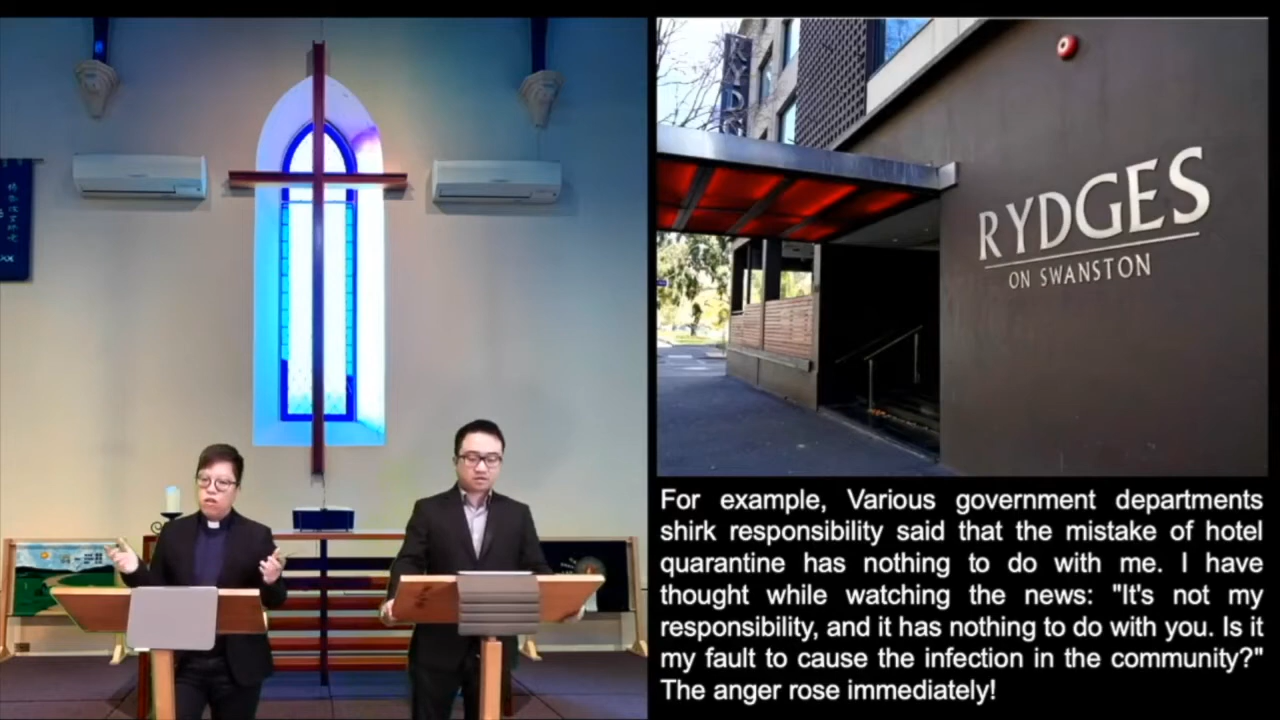 RYD
RYDGES
ON SWANSTON
For example, Various government departments
shirk responsibility said that the mistake of hotel
quarantine has nothing to do with me. I have
thought while watching the news: "It's not my
responsibility, and it has nothing to do with you. Is it
my fault to cause the infection in the community?"
The anger rose immediately!